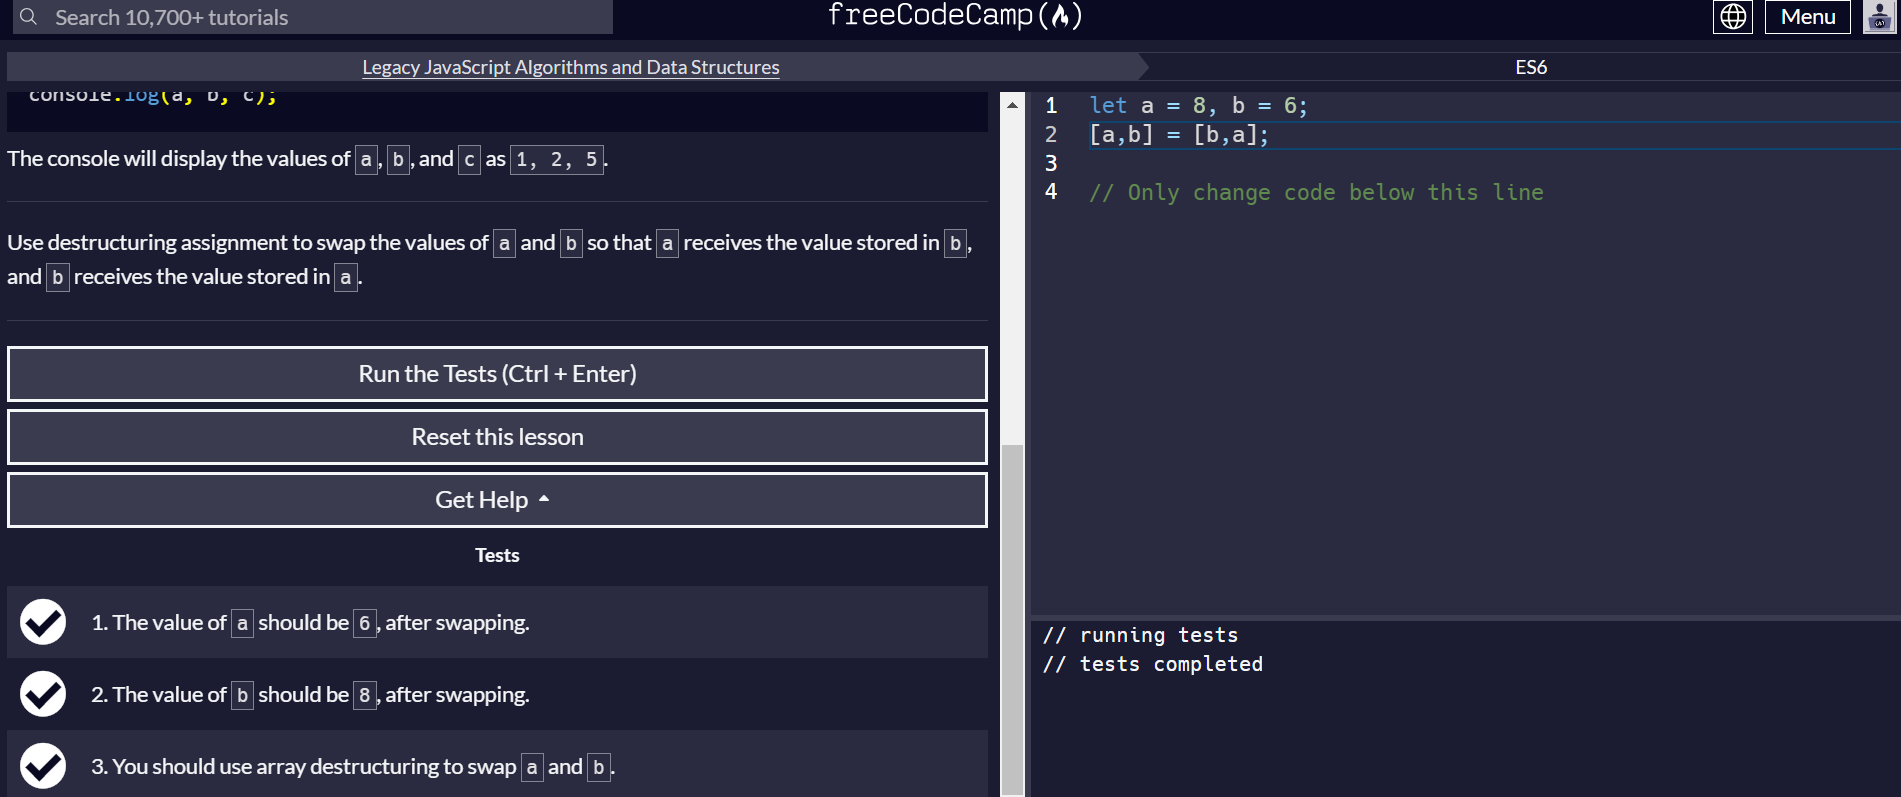 Search 10,700+ tutorials
freeCodeCamp
Menu
Legacy JavaScript Algorithms and Data Structures
ES6
console.log(a, b, c);
The console will display the values of a, b, and c as 1, 2, 5.
Use destructuring assignment to swap the values of a and b so that a receives the value stored in b,
and b receives the value stored in a.
Run the Tests (Ctrl + Enter)
Reset this lesson
Get Help
Tests
1. The value of a should be 6, after swapping.
2. The value of b should be 8, after swapping.
3. You should use array destructuring to swap a and b.
1 let a = 8, b = 6;
2 [a,b] = [b,a];
3
4 // Only change code below this line
// running tests
// tests completed